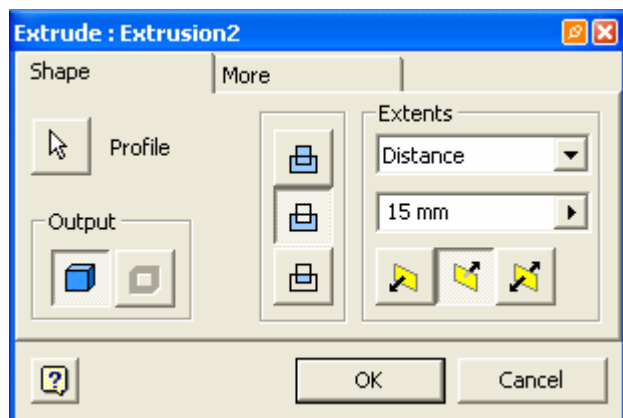 Extrude : Extrusion2
Shape
More
Profile
Output
Extents
Distance
15 mm
?
OK
Cancel